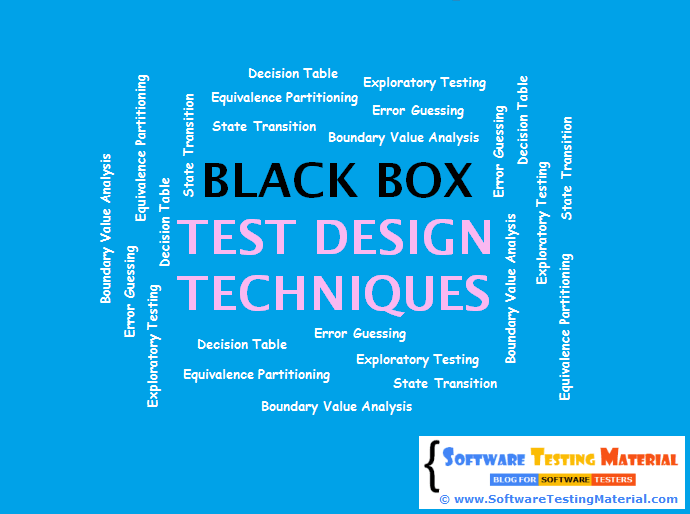 Decision Table
Exploratory Testing
Equivalence Partitioning
Error Guessing
State Transition
Boundary Value Analysis
Boundary Value Analysis
Equivalence Partitioning
State Transition
Error Guessing
Decision Table
Exploratory Testing
BLACK BOX
TEST DESIGN
TECHNIQUES
Error Guessing
Decision Table
State Transition
Exploratory Testing
Boundary Value Analysis
Equivalence Partitioning
Error Guessing
Decision Table
Exploratory Testing
Equivalence Partitioning
State Transition
Boundary Value Analysis
{ SOFTWARE TESTING MATERIAL
BLOG FOR SOFTWARE TESTERS
© www.SoftwareTestingMaterial.com